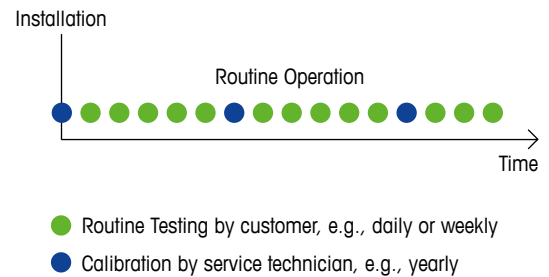 Installation
Routine Operation
Time
Routine Testing by customer, e.g., daily or weekly
Calibration by service technician, e.g., yearly